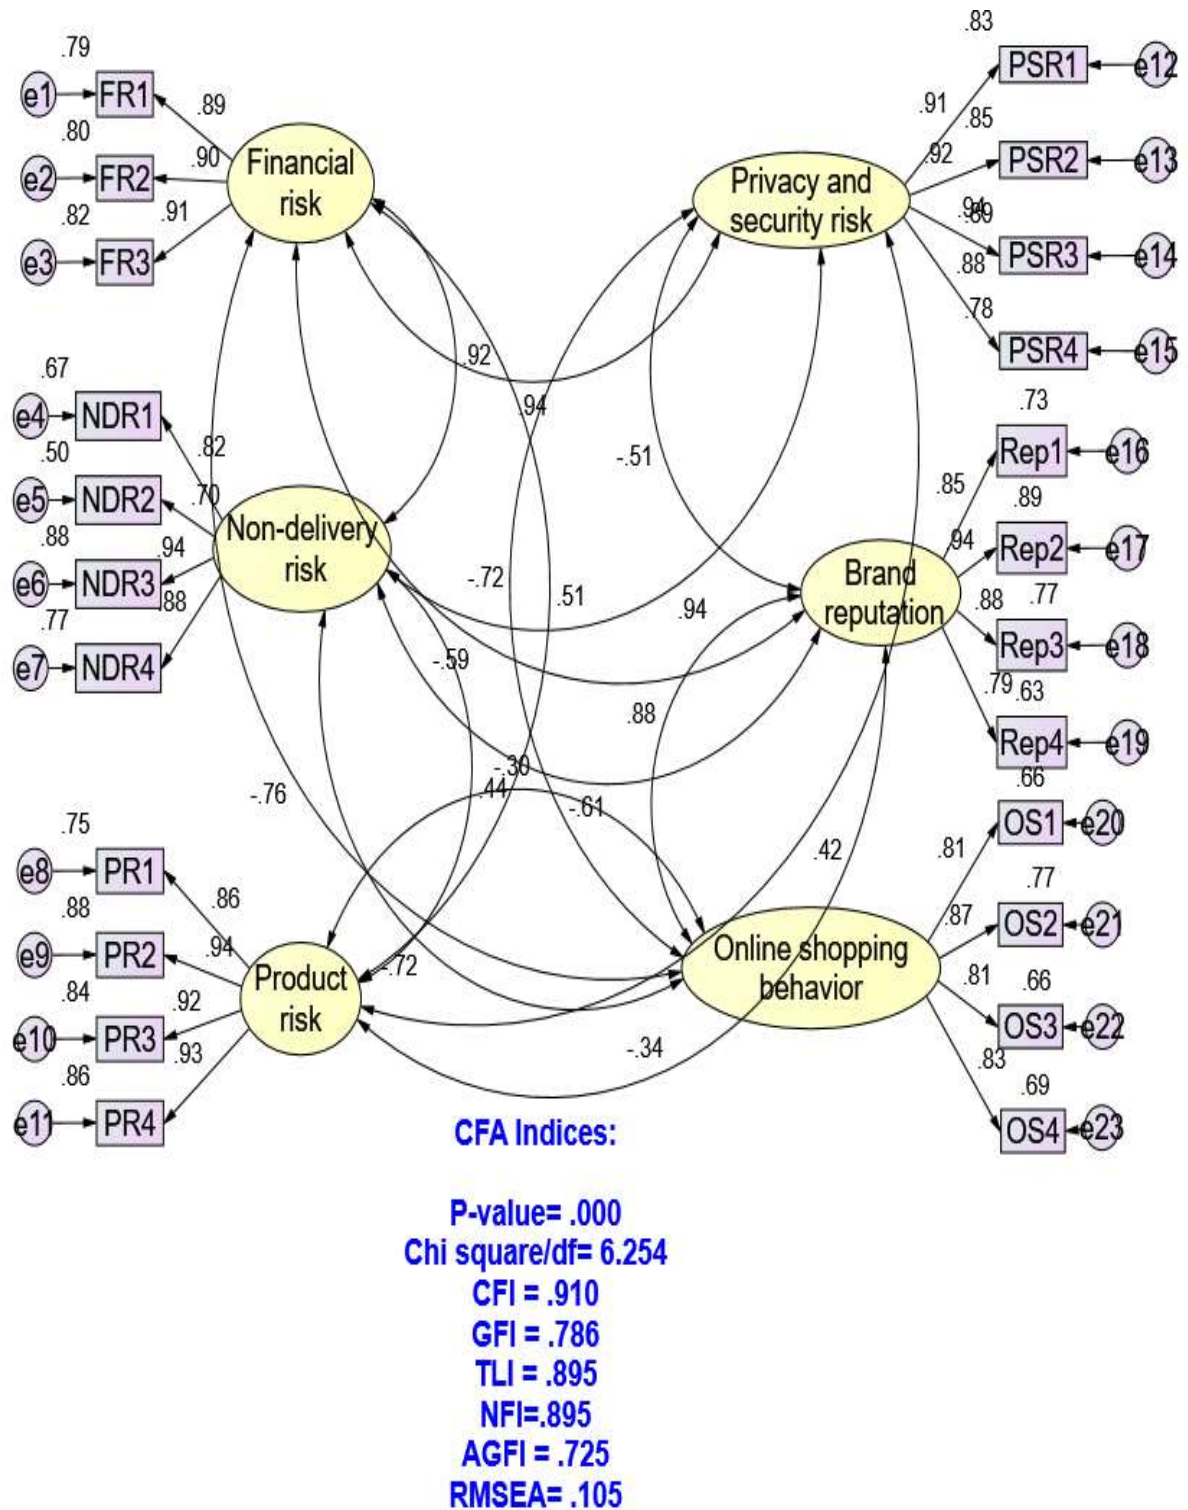 .79
e1
FR1
.89
.80
e2
FR2
.90
.82
e3
FR3
.91
Financial
risk
.83
PSR1
e12
.91
.85
PSR2
e13
.92
Privacy and
security risk
.94
.89
PSR3
e14
.88
.78
PSR4
e15
.92
.94
.67
e4
NDR1
.82
.50
e5
NDR2
.70
.88
e6
NDR3
.94
.77
e7
NDR4
.88
Non-delivery
risk
-.51
.73
Rep1
e16
.85
.89
Rep2
e17
.94
Brand
reputation
.77
Rep3
e18
.88
.63
Rep4
e19
.79
-.72
.51
.94
-.59
.88
-.30
.44
-.61
-.76
.42
.75
e8
PR1
.86
.88
e9
PR2
.94
.84
e10
PR3
.92
.86
e11
PR4
.93
Product
risk
-.72
-.34
.66
OS1
e20
.81
.77
OS2
e21
.87
Online shopping
behavior
.66
OS3
e22
.81
.69
OS4
e23
.83
CFA Indices:
P-value= .000
Chi square/df= 6.254
CFI = .910
GFI = .786
TLI = .895
NFI=.895
AGFI = .725
RMSEA= .105